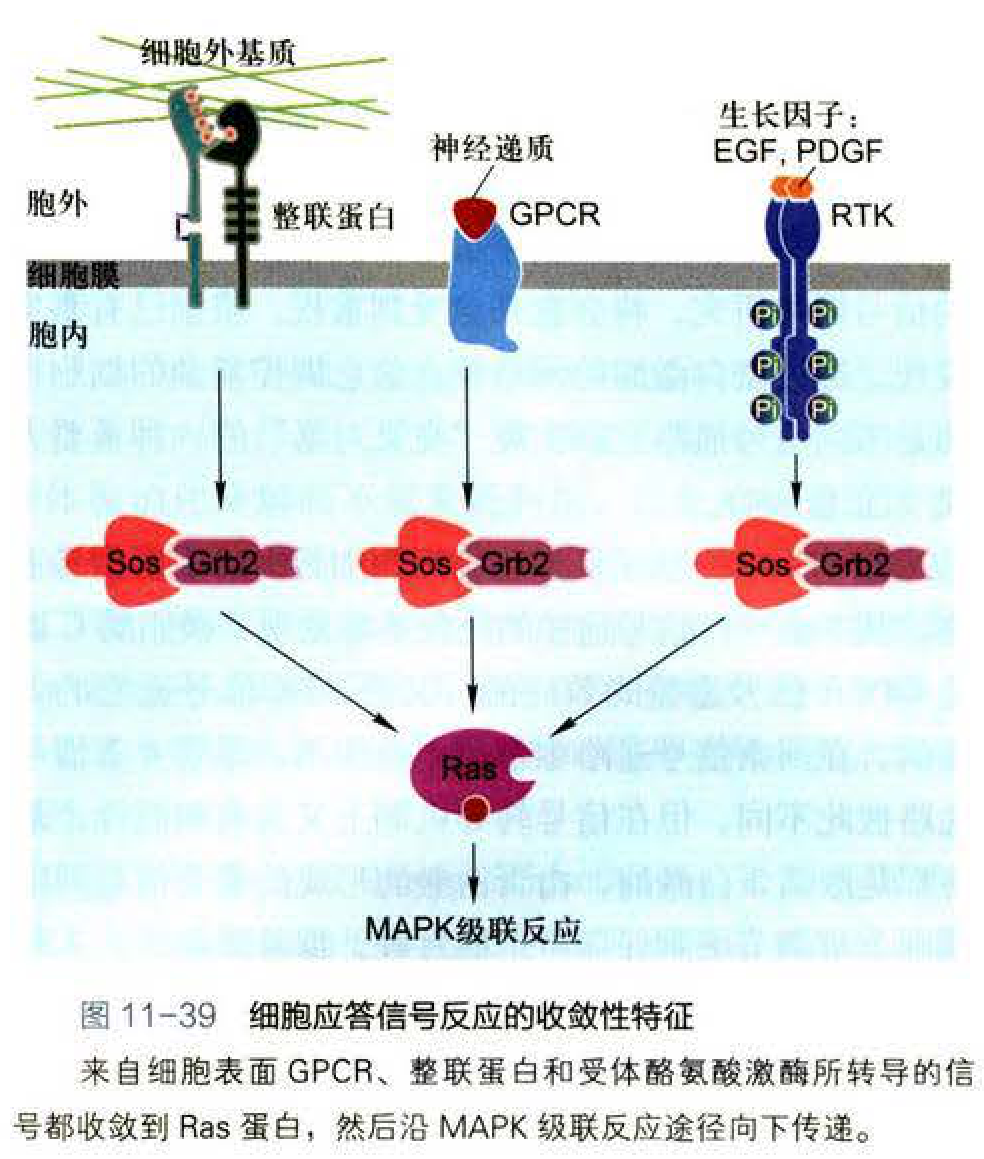 细胞外基质
生长因子:
EGF, PDGF
神经递质
胞外
整联蛋白
GPCR
RTK
细胞膜
胞内
Pi
Pi
Pi
Pi
Pi
Pi
Sos
Grb2
Sos
Grb2
Sos
Grb2
Ras
MAPK级联反应
图 11-39 细胞应答信号反应的收敛性特征
来自细胞表面 GPCR、整联蛋白和受体酪氨酸激酶所转导的信
号都收敛到 Ras 蛋白，然后沿 MAPK 级联反应途径向下传递。